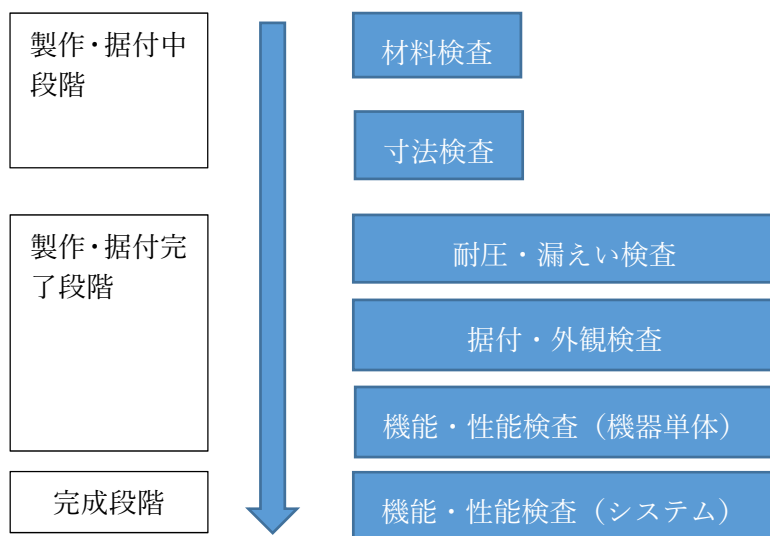 製作・据付中
段階
材料検査
寸法検査
製作・据付完
了段階
耐圧・漏えい検査
据付・外観検査
機能・性能検査（機器単体）
完成段階
機能・性能検査（システム）